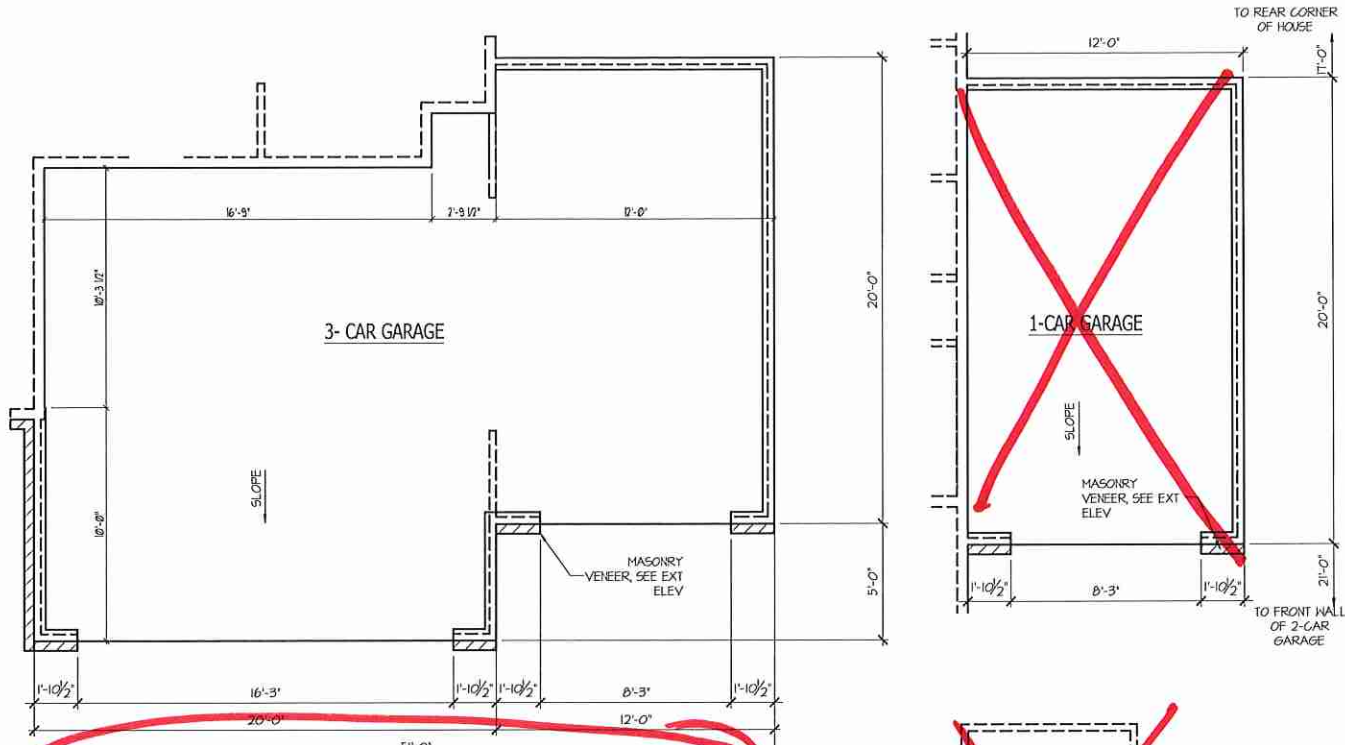 TO REAR CORNER
OF HOUSE
12'-0"
17'-0"
16'-9"
2'-9 1/2"
12'-0"
10'-3 1/2"
20'-0"
3- CAR GARAGE
20'-0"
1-CAR GARAGE
SLOPE
SLOPE
10'-0"
MASONRY
VENEER, SEE EXT
ELEV
MASONRY
VENEER, SEE EXT
ELEV
5'-0"
21'-0"
1'-10 1/2"
8'-3"
1'-10 1/2"
TO FRONT WALL
OF 2-CAR
GARAGE
1'-10 1/2"
16'-3"
1'-10 1/2"
1'-10 1/2"
8'-3"
1'-10 1/2"
20'-0"
12'-0"